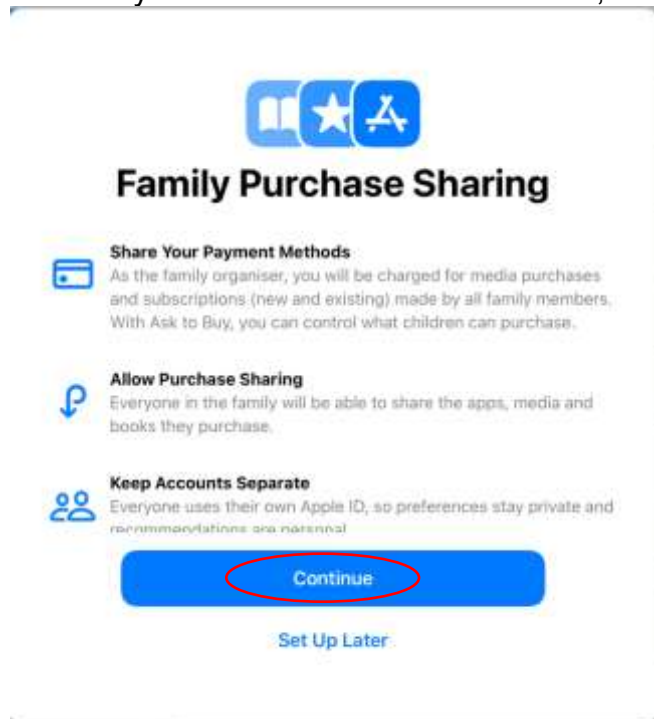 Family Purchase Sharing
Share Your Payment Methods
As the family organiser, you will be charged for media purchases
and subscriptions (new and existing) made by all family members.
With Ask to Buy, you can control what children can purchase.
Allow Purchase Sharing
Everyone in the family will be able to share the apps, media and
books they purchase.
Keep Accounts Separate
Everyone uses their own Apple ID, so preferences stay private and
recommendations are personal
Continue
Set Up Later